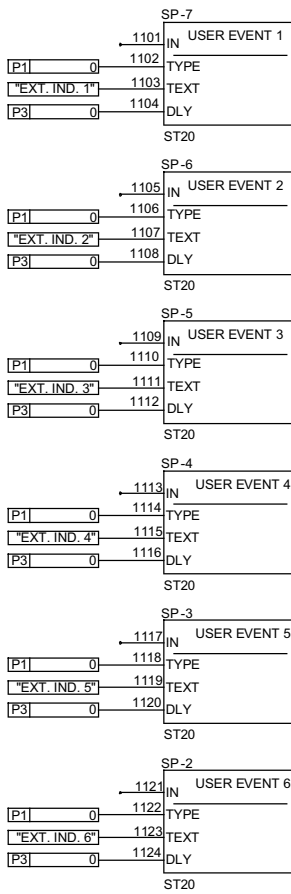 SP-7
1101 IN USER EVENT 1
P1 0 1102 TYPE
"EXT. IND. 1" 1103 TEXT
P3 0 1104 DLY
ST20
SP-6
1105 IN USER EVENT 2
P1 0 1106 TYPE
"EXT. IND. 2" 1107 TEXT
P3 0 1108 DLY
ST20
SP-5
1109 IN USER EVENT 3
P1 0 1110 TYPE
"EXT. IND. 3" 1111 TEXT
P3 0 1112 DLY
ST20
SP-4
1113 IN USER EVENT 4
P1 0 1114 TYPE
"EXT. IND. 4" 1115 TEXT
P3 0 1116 DLY
ST20
SP-3
1117 IN USER EVENT 5
P1 0 1118 TYPE
"EXT. IND. 5" 1119 TEXT
P3 0 1120 DLY
ST20
SP-2
1121 IN USER EVENT 6
P1 0 1122 TYPE
"EXT. IND. 6" 1123 TEXT
P3 0 1124 DLY
ST20